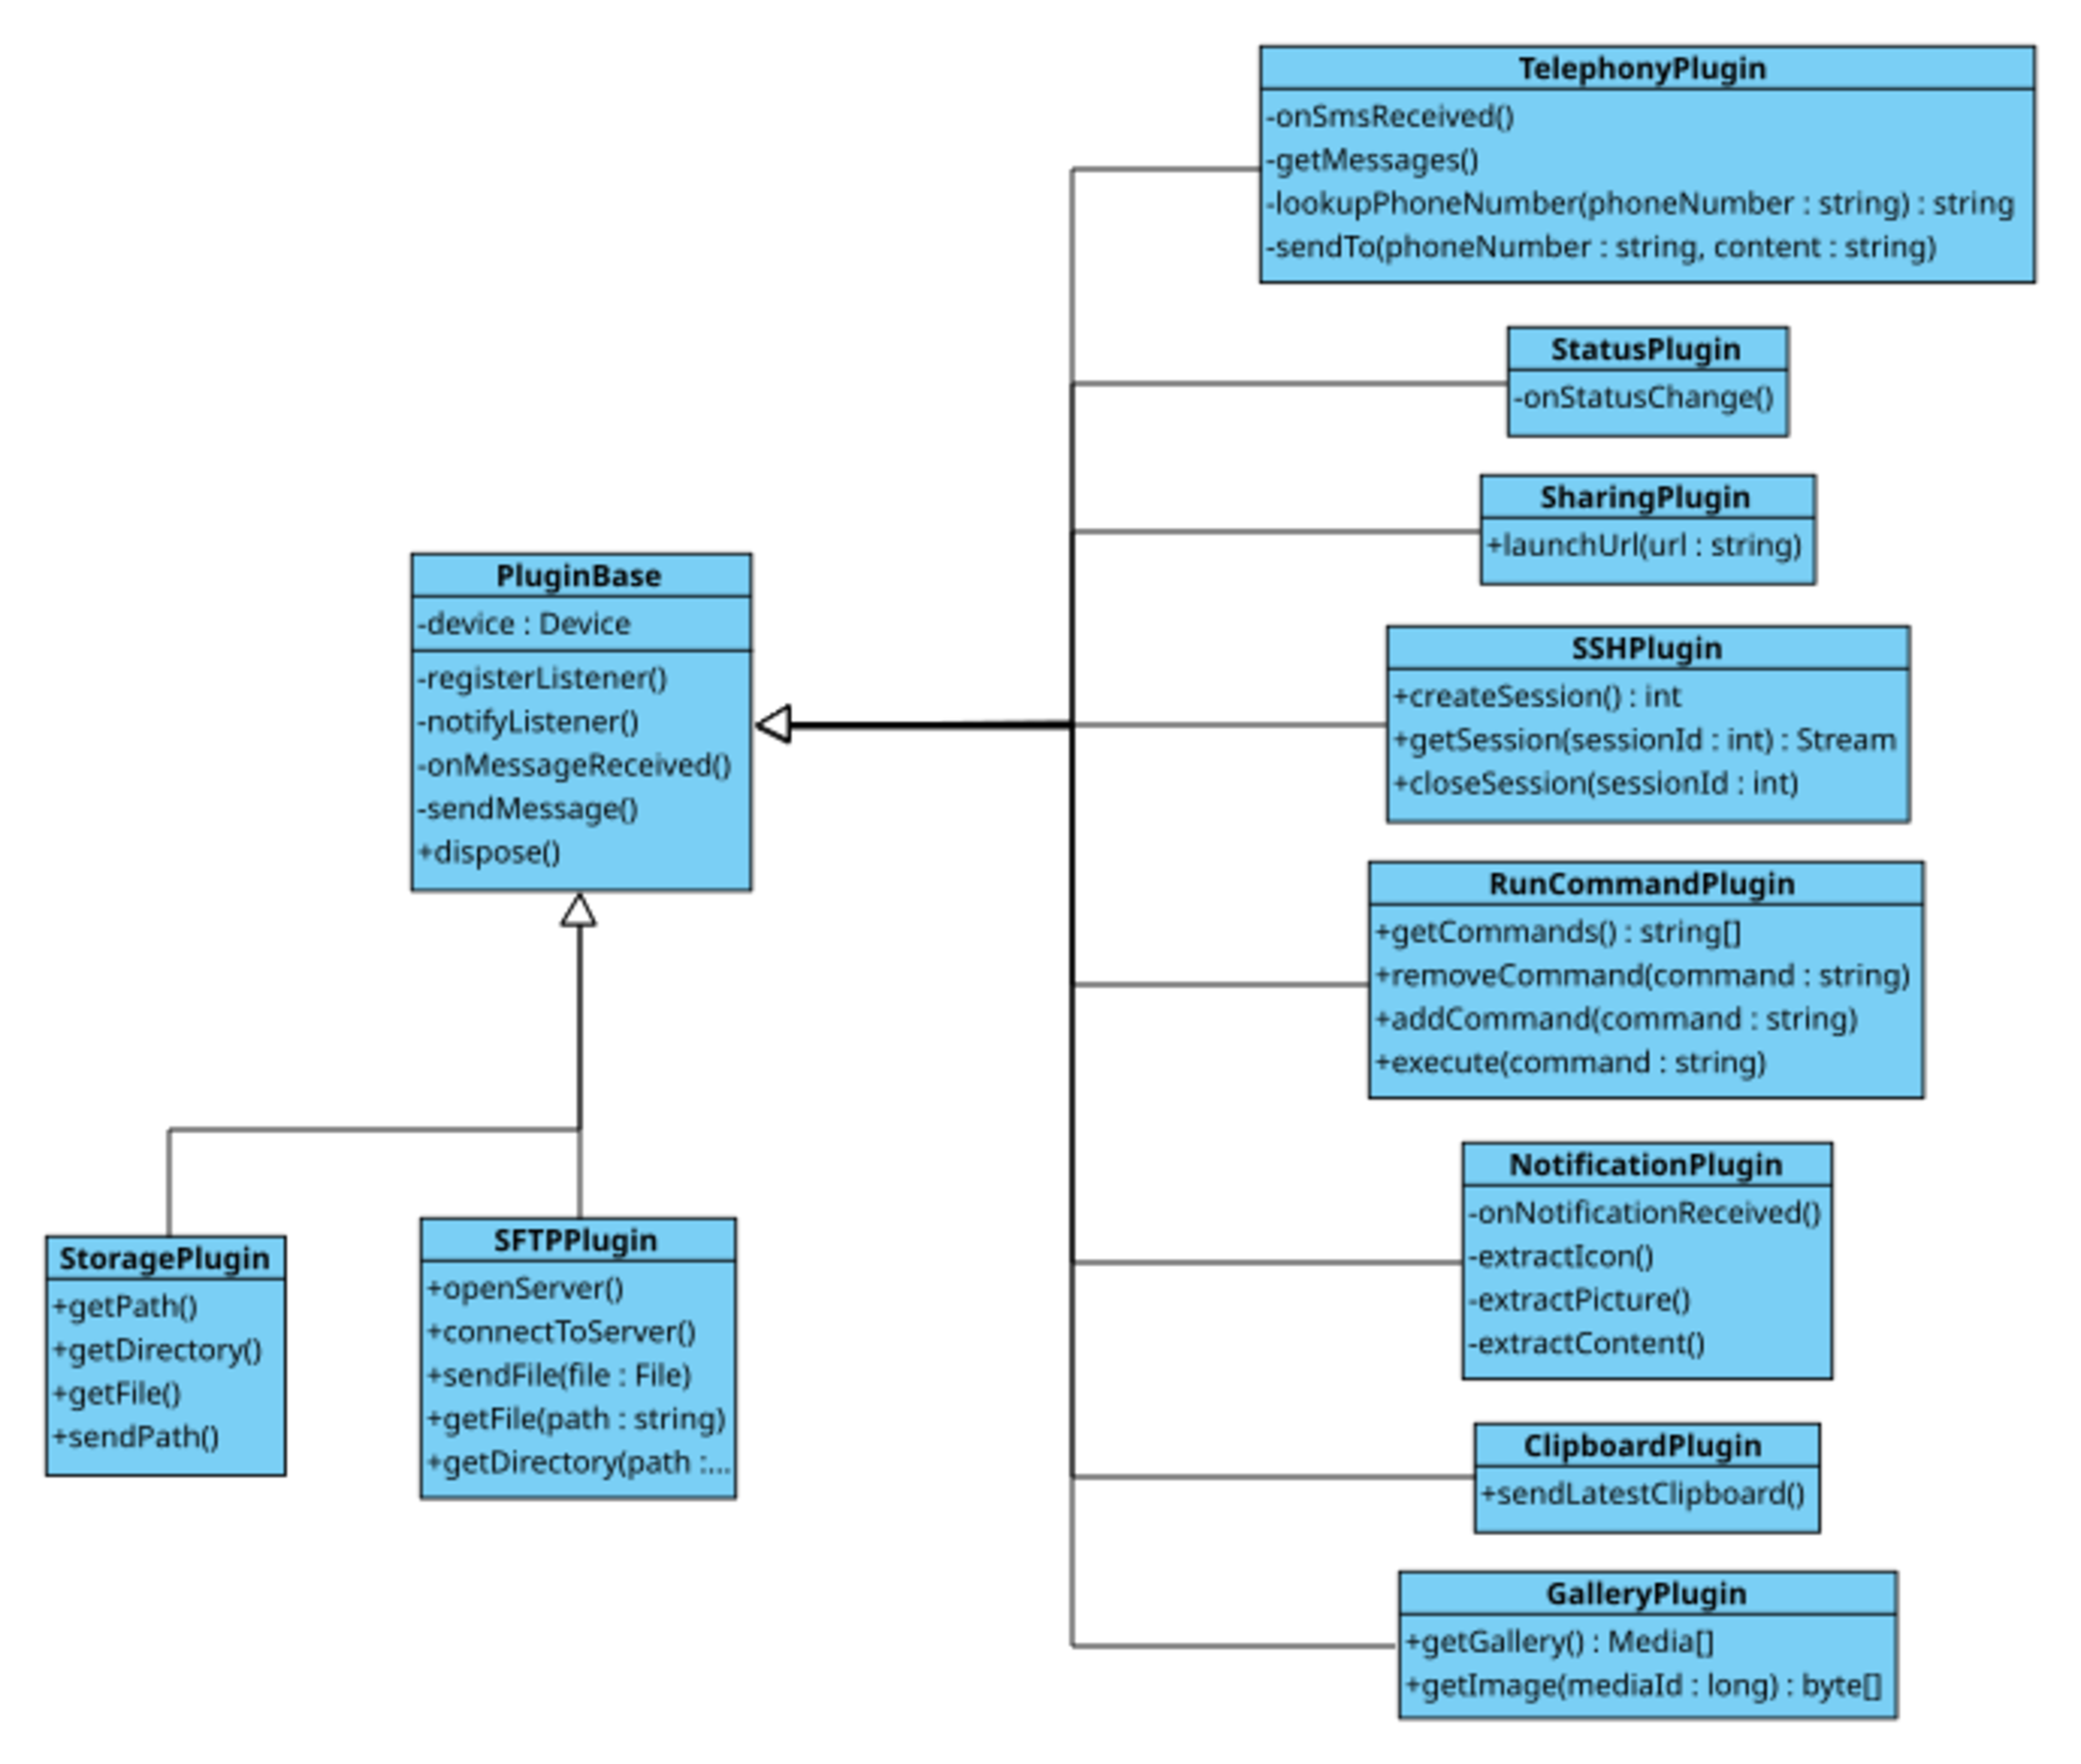 TelephonyPlugin
-onSmsReceived()
-getMessages()
-lookupPhoneNumber(phoneNumber : string) : string
-sendTo(phoneNumber : string, content : string)
StatusPlugin
-onStatusChange()
SharingPlugin
+launchUrl(url : string)
PluginBase
-device : Device
-registerListener()
-notifyListener()
-onMessageReceived()
-sendMessage()
+dispose()
SSHPlugin
+createSession() : int
+getSession(sessionId : int) : Stream
+closeSession(sessionId : int)
RunCommandPlugin
+getCommands() : string[]
+removeCommand(command : string)
+addCommand(command : string)
+execute(command : string)
NotificationPlugin
-onNotificationReceived()
-extractIcon()
-extractPicture()
-extractContent()
StoragePlugin
+getPath()
+getDirectory()
+getFile()
+sendPath()
SFTPPlugin
+openServer()
+connectToServer()
+sendFile(file : File)
+getFile(path : string)
+getDirectory(path :...
ClipboardPlugin
+sendLatestClipboard()
GalleryPlugin
+getGallery() : Media[]
+getImage(mediaId : long) : byte[]